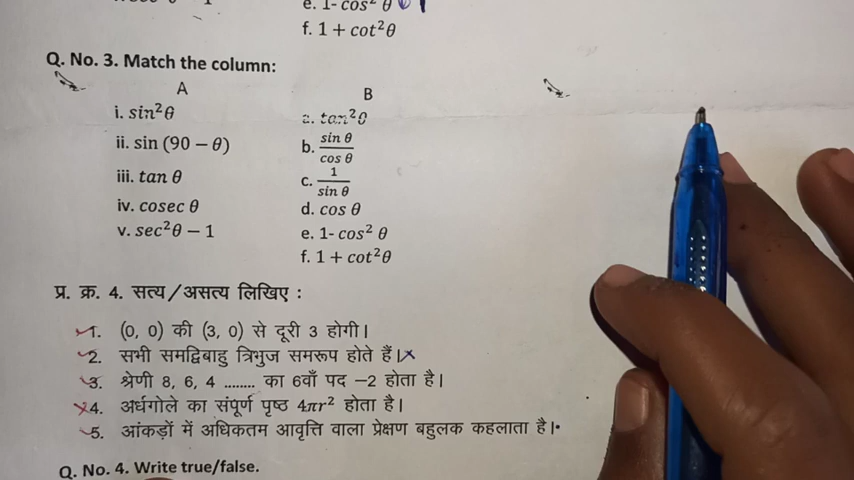 e. 1- cos² θ
f. 1 + cot²θ
Q. No. 3. Match the column:
A B
i. sin²θ a. tan²θ
ii. sin (90 − θ) b. sin θ / cos θ
iii. tan θ c. 1 / sin θ
iv. cosec θ d. cos θ
v. sec²θ − 1 e. 1- cos² θ
f. 1 + cot²θ
प्र. क्र. 4. सत्य/असत्य लिखिए :
1. (0, 0) की (3, 0) से दूरी 3 होगी।
2. सभी समद्विबाहु त्रिभुज समरूप होते हैं।
3. श्रेणी 8, 6, 4 ........ का 6वाँ पद −2 होता है।
4. अर्धगोले का संपूर्ण पृष्ठ 4πr² होता है।
5. आंकड़ों में अधिकतम आवृत्ति वाला प्रेक्षण बहुलक कहलाता है।
Q. No. 4. Write true/false.